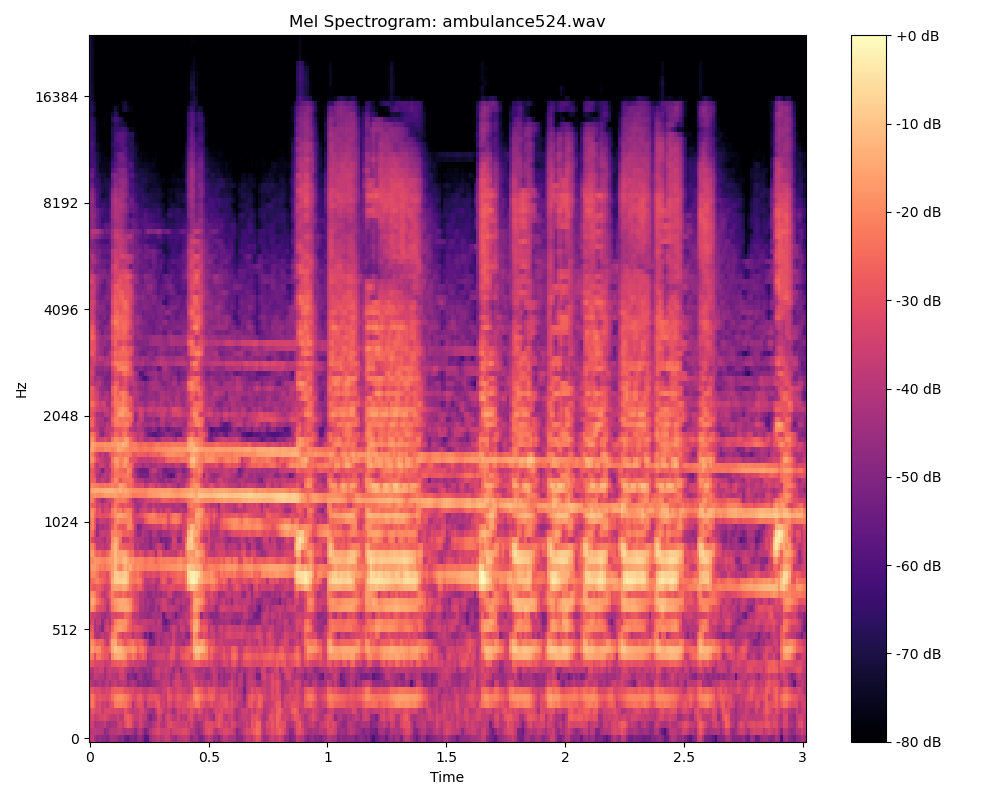 Mel Spectrogram: ambulance524.wav
+0 dB
16384
-10 dB
-20 dB
8192
-30 dB
4096
-40 dB
Hz
2048
-50 dB
1024
-60 dB
512
-70 dB
0
-80 dB
0 0.5 1 1.5 2 2.5 3
Time